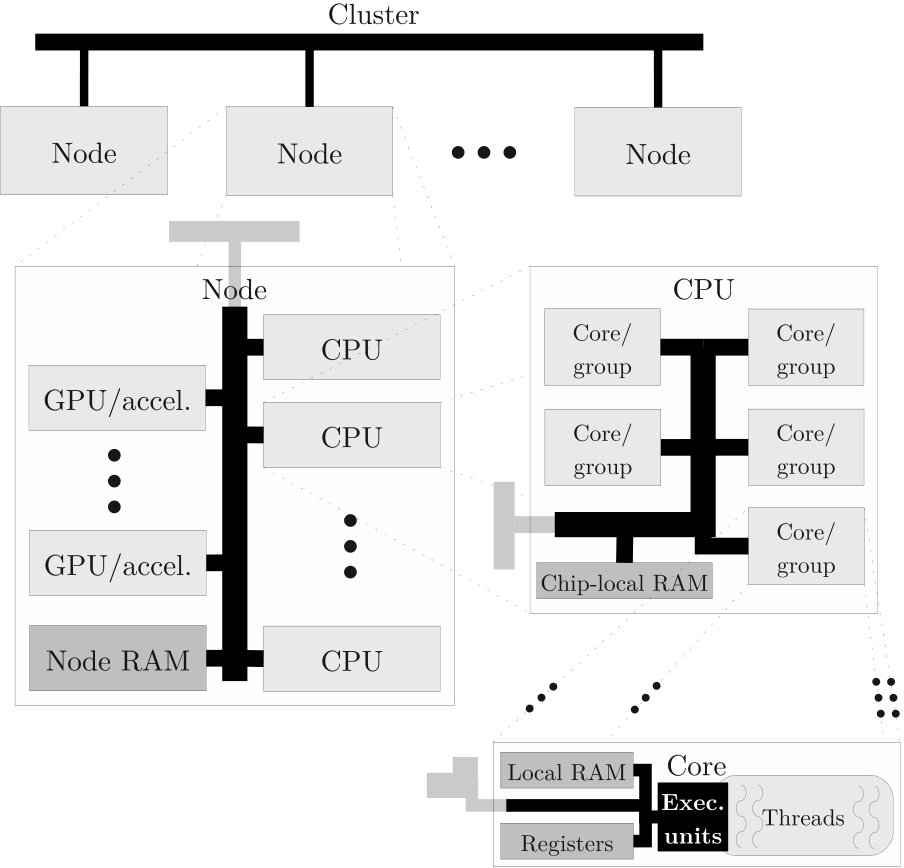 Cluster
Node
Node
Node
Node
CPU
GPU/accel.
CPU
GPU/accel.
Node RAM
CPU
CPU
Core/
group
Core/
group
Core/
group
Core/
group
Core/
group
Chip-local RAM
Core
Local RAM
Exec.
units
Threads
Registers